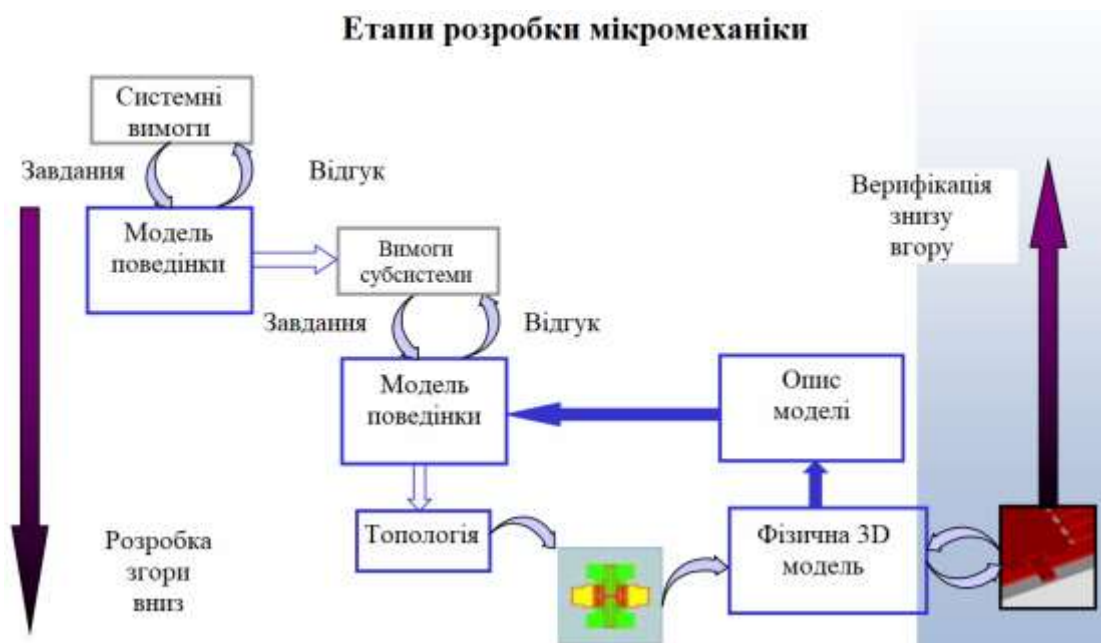 Етапи розробки мікромеханіки
Системні
вимоги
Завдання
Відгук
Модель
поведінки
Вимоги
субсистеми
Верифікація
знизу
вгору
Завдання
Відгук
Модель
поведінки
Опис
моделі
Топологія
Фізична 3D
модель
Розробка
згори
вниз